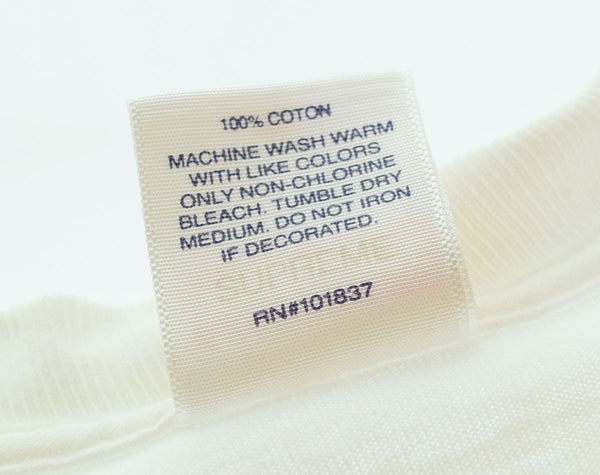 100% COTON
MACHINE WASH WARM
WITH LIKE COLORS
ONLY NON-CHLORINE
BLEACH. TUMBLE DRY
MEDIUM. DO NOT IRON
IF DECORATED.
SUPREME
RN#101837